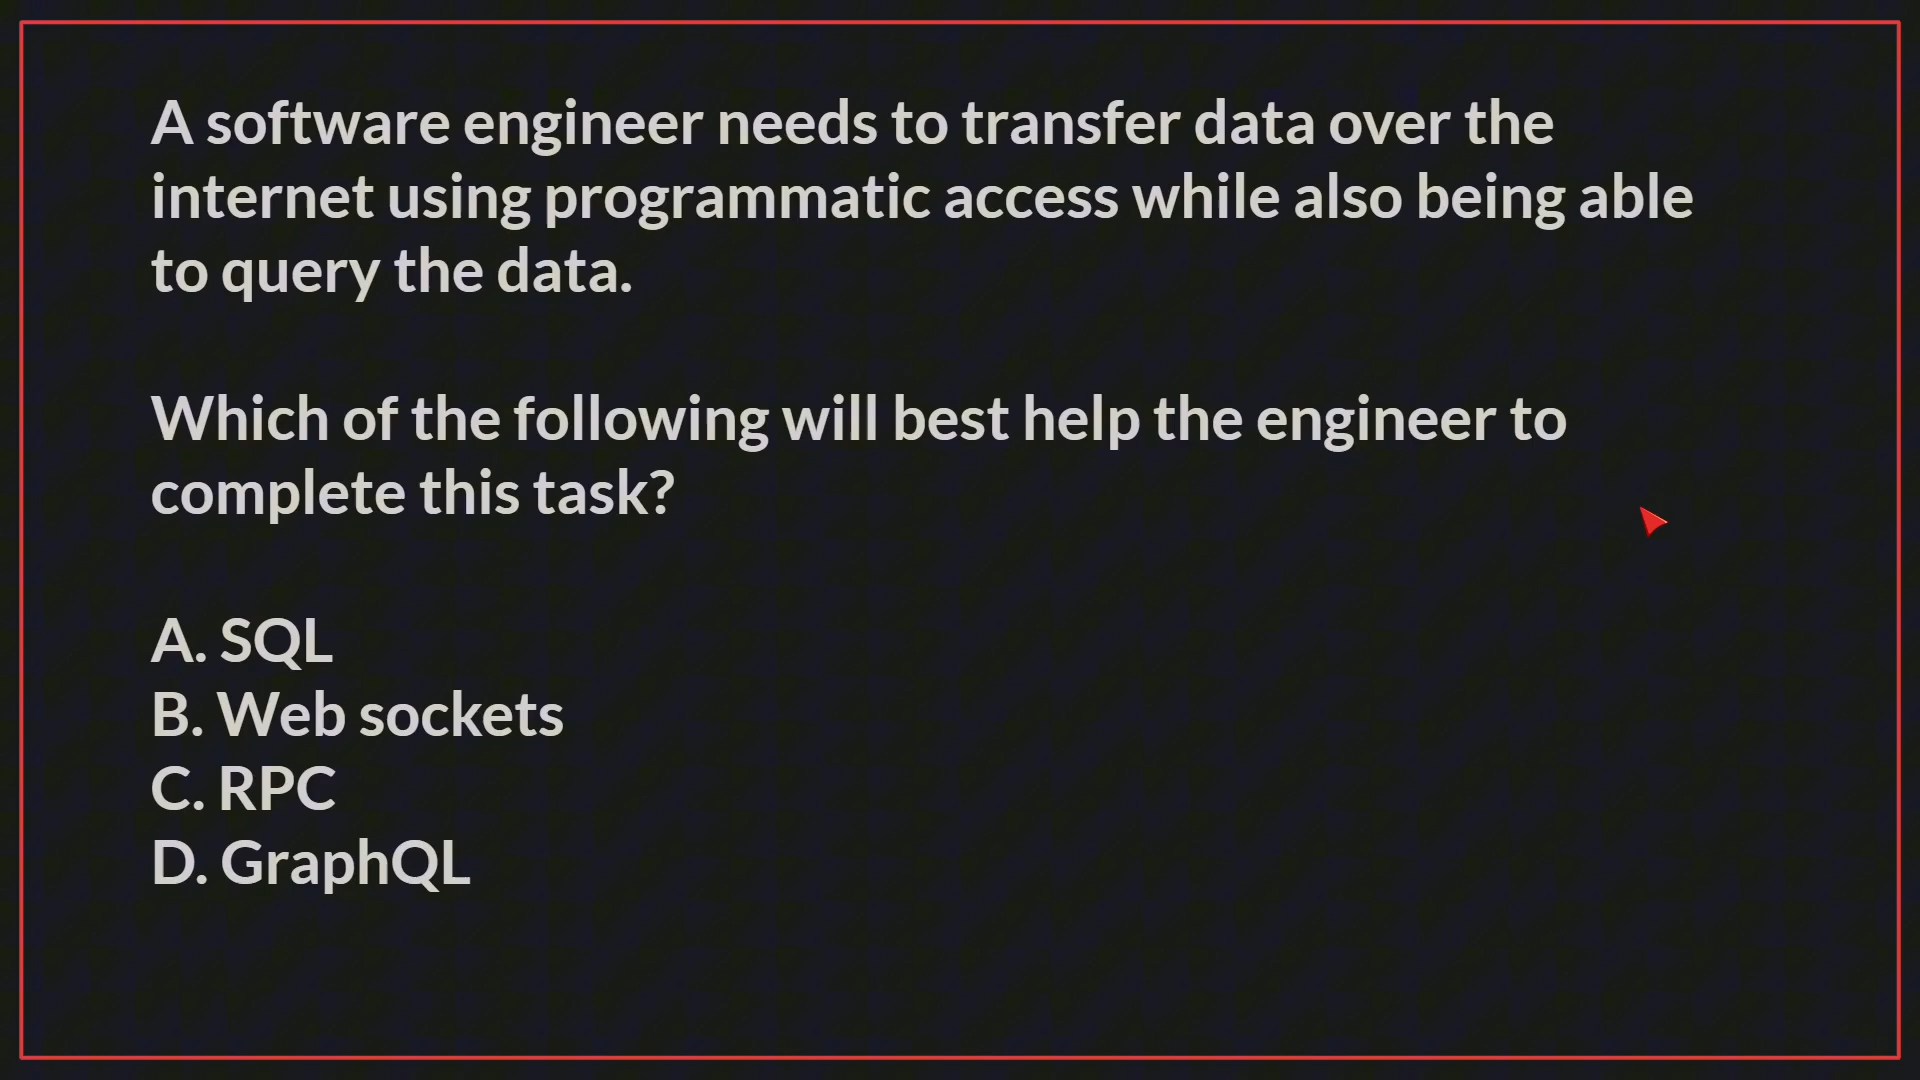 A software engineer needs to transfer data over the
internet using programmatic access while also being able
to query the data.
Which of the following will best help the engineer to
complete this task?
A. SQL
B. Web sockets
C. RPC
D. GraphQL